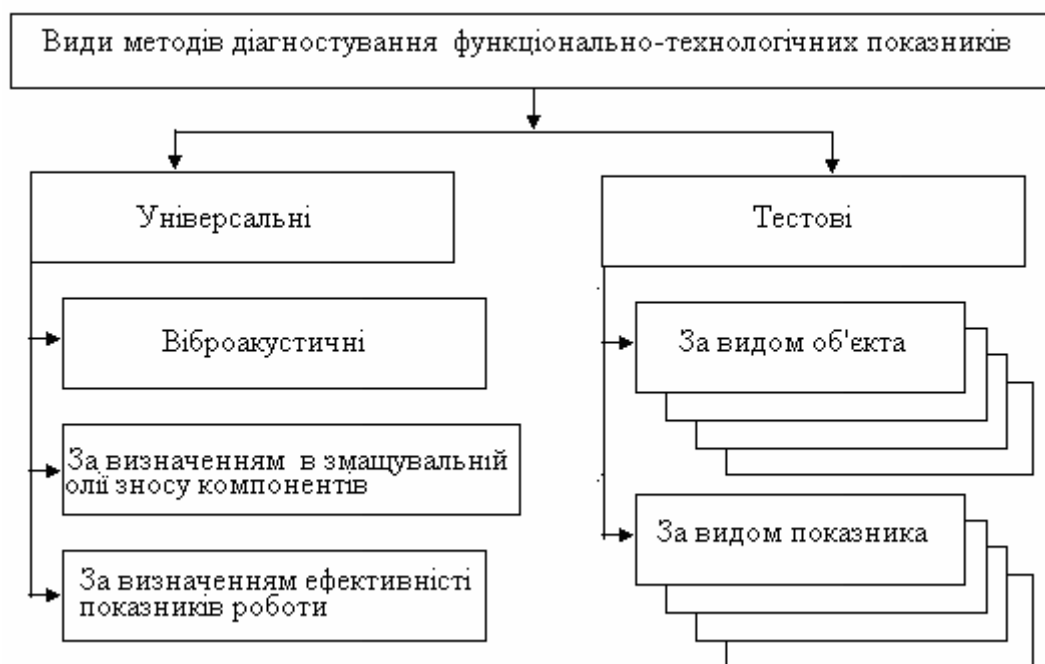 Види методів діагностування функціонально-технологічних показників
Універсальні
Віброакустичні
За визначенням в змащувальній
олії зносу компонентів
За визначенням ефективністі
показників роботи
Тестові
За видом об'єкта
За видом показника